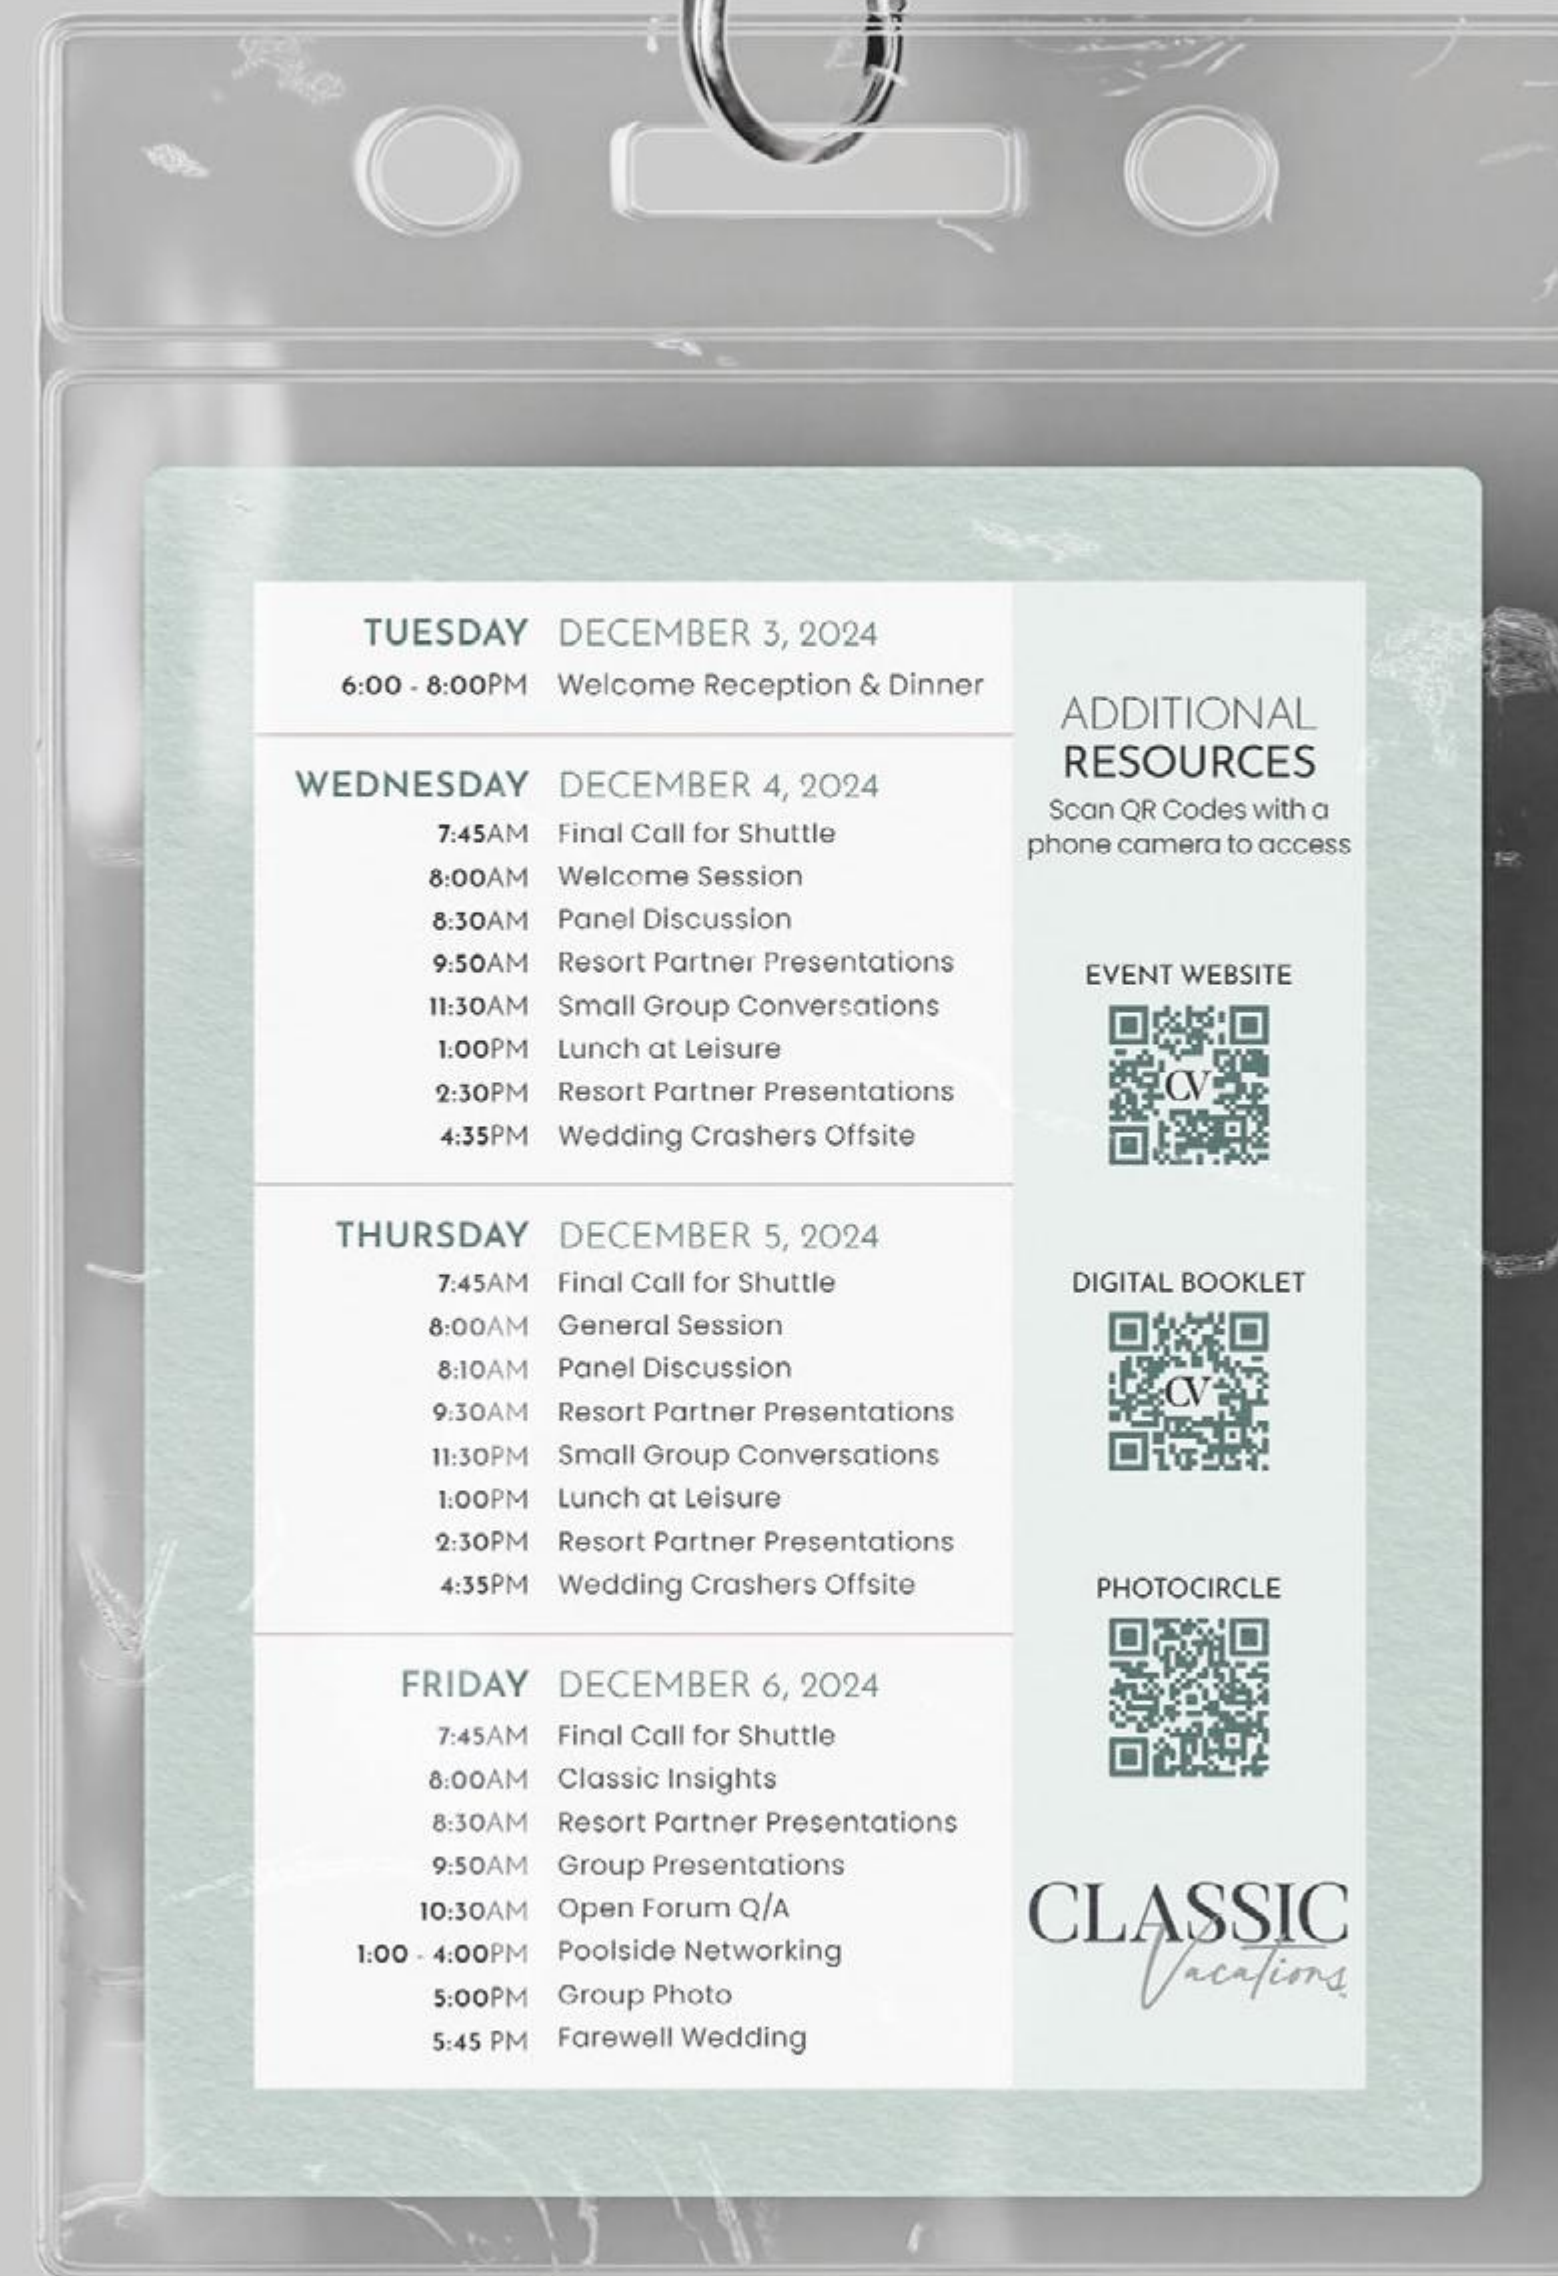 TUESDAY DECEMBER 3, 2024
6:00 - 8:00PM Welcome Reception & Dinner
WEDNESDAY DECEMBER 4, 2024
7:45AM Final Call for Shuttle
8:00AM Welcome Session
8:30AM Panel Discussion
9:50AM Resort Partner Presentations
11:30AM Small Group Conversations
1:00PM Lunch at Leisure
2:30PM Resort Partner Presentations
4:35PM Wedding Crashers Offsite
THURSDAY DECEMBER 5, 2024
7:45AM Final Call for Shuttle
8:00AM General Session
8:10AM Panel Discussion
9:30AM Resort Partner Presentations
11:30PM Small Group Conversations
1:00PM Lunch at Leisure
2:30PM Resort Partner Presentations
4:35PM Wedding Crashers Offsite
FRIDAY DECEMBER 6, 2024
7:45AM Final Call for Shuttle
8:00AM Classic Insights
8:30AM Resort Partner Presentations
9:50AM Group Presentations
10:30AM Open Forum Q/A
1:00 - 4:00PM Poolside Networking
5:00PM Group Photo
5:45 PM Farewell Wedding
ADDITIONAL
RESOURCES
Scan QR Codes with a
phone camera to access
EVENT WEBSITE
CV
DIGITAL BOOKLET
CV
PHOTOCIRCLE
CLASSIC
Vacations